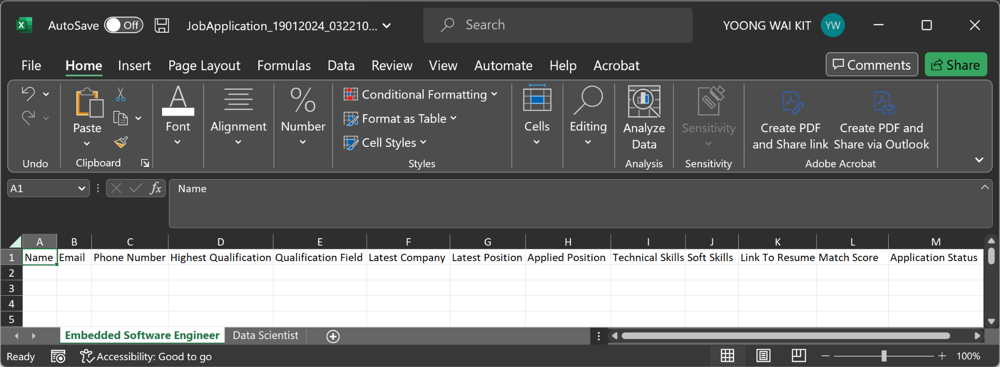 AutoSave Off JobApplication_19012024_032210... Search YOONG WAI KIT YW
File Home Insert Page Layout Formulas Data Review View Automate Help Acrobat Comments Share
Paste Font Alignment Number Conditional Formatting Format as Table Cell Styles Cells Editing Analyze Data Sensitivity Create PDF and Share link Create PDF and Share via Outlook
Undo Clipboard Styles Analysis Sensitivity Adobe Acrobat
A1 fx Name
A B C D E F G H I J K L M
1 Name Email Phone Number Highest Qualification Qualification Field Latest Company Latest Position Applied Position Technical Skills Soft Skills Link To Resume Match Score Application Status
2
3
4
5
Embedded Software Engineer Data Scientist
Ready Accessibility: Good to go 100%